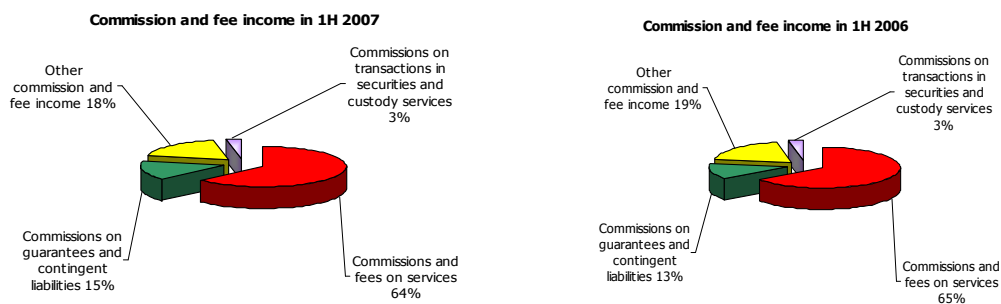 Commission and fee income in 1H 2007
Commissions on
transactions in
securities and
custody services
3%
Other
commission and
fee income 18%
Commissions on
guarantees and
contingent
liabilities 15%
Commissions and
fees on services
64%
Commission and fee income in 1H 2006
Commissions on
transactions in
securities and
custody services
3%
Other
commission and
fee income 19%
Commissions on
guarantees and
contingent
liabilities 13%
Commissions and
fees on services
65%